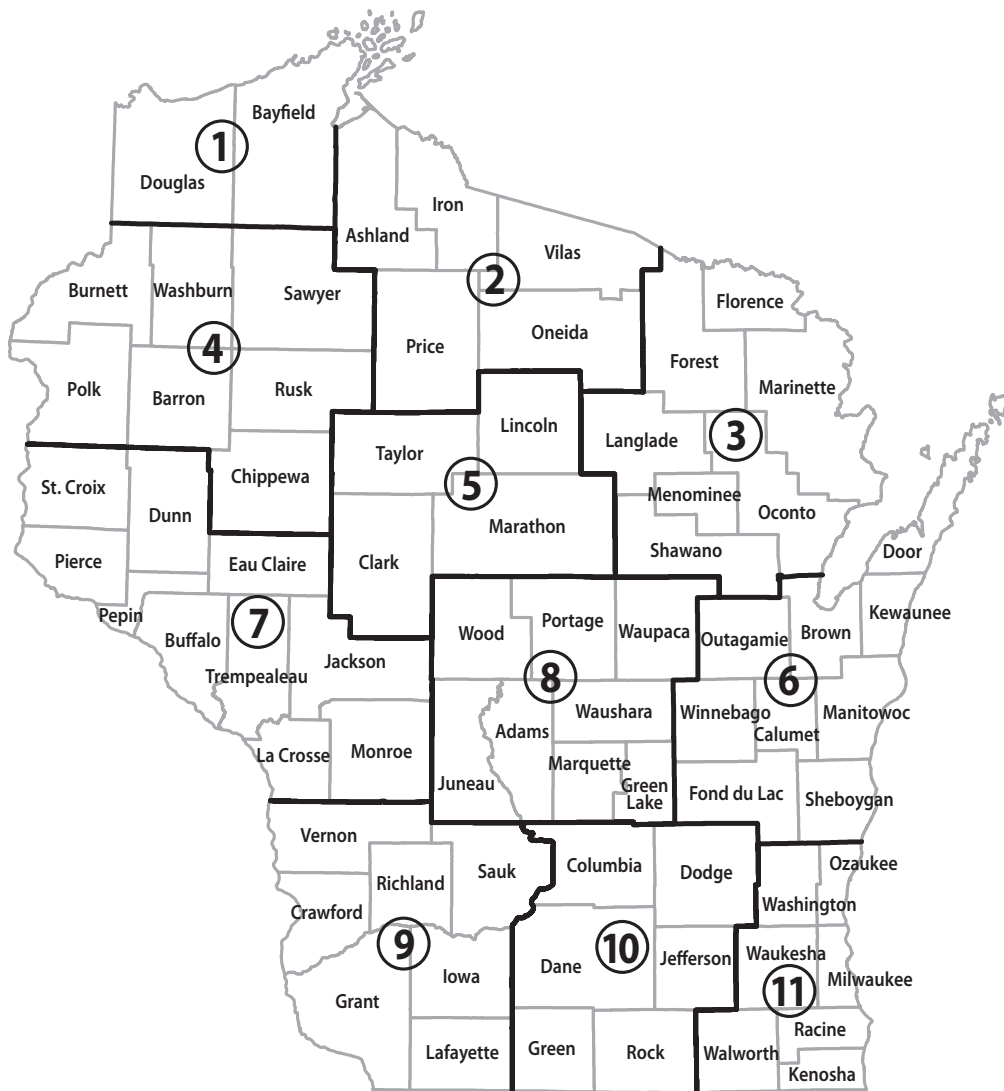 Bayfield
1
Douglas
Iron
Ashland
Vilas
2
Burnett
Washburn
Sawyer
Florence
Price
Oneida
4
Forest
Polk
Barron
Rusk
Marinette
Lincoln
3
Taylor
Langlade
St. Croix
Chippewa
5
Menominee
Dunn
Marathon
Oconto
Pierce
Eau Claire
Clark
Shawano
Door
Pepin
7
Buffalo
Wood
Portage
Waupaca
Outagamie
Brown
Kewaunee
Trempealeau
Jackson
8
6
Adams
Waushara
Winnebago
Manitowoc
Calumet
La Crosse
Monroe
Juneau
Marquette
Green
Lake
Fond du Lac
Sheboygan
Vernon
Richland
Sauk
Columbia
Dodge
Ozaukee
Crawford
Washington
9
10
Iowa
Dane
Jefferson
Waukesha
Milwaukee
Grant
11
Racine
Lafayette
Green
Rock
Walworth
Kenosha